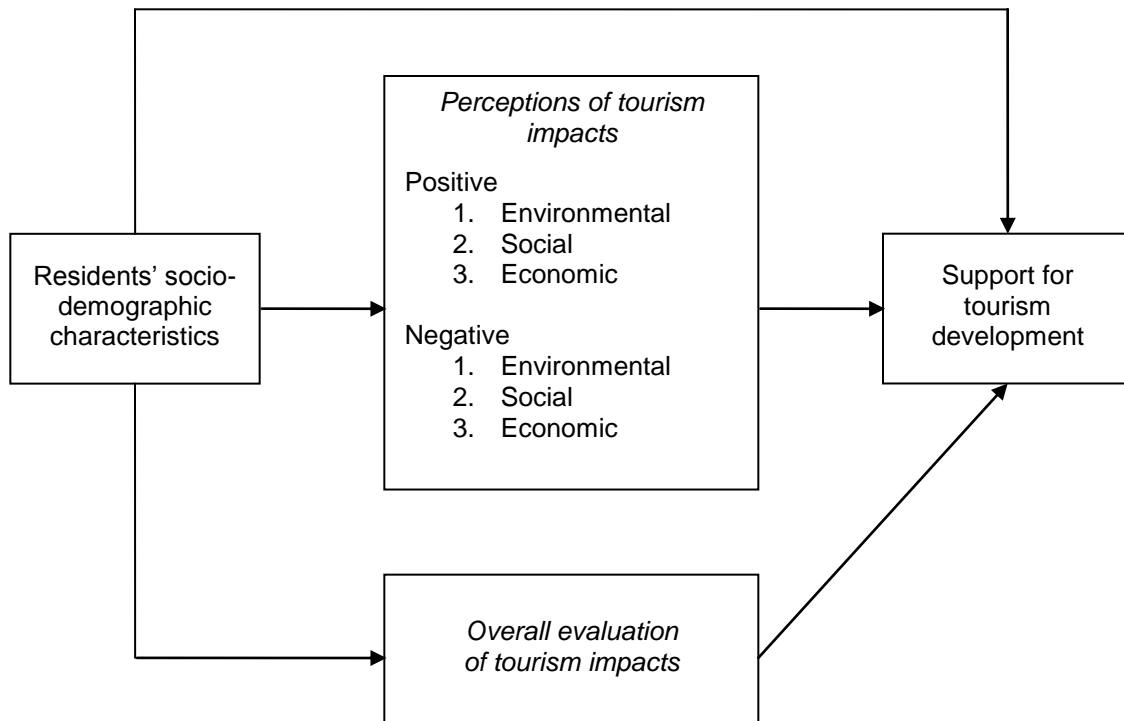 Perceptions of tourism
impacts
Positive
1. Environmental
2. Social
3. Economic
Negative
1. Environmental
2. Social
3. Economic
Residents’ socio-
demographic
characteristics
Support for
tourism
development
Overall evaluation
of tourism impacts